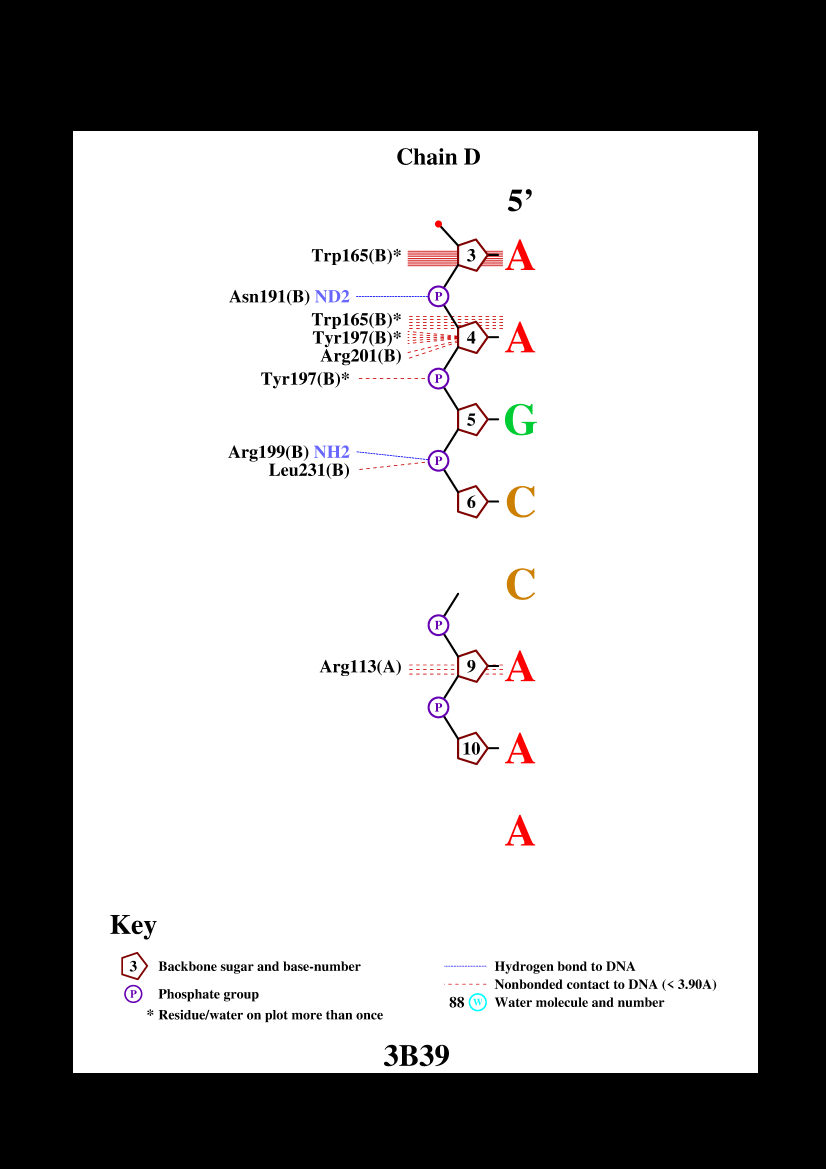 Chain D
5’
Trp165(B)* 3 A
P
Asn191(B) ND2
Trp165(B)*
Tyr197(B)* 4 A
Arg201(B)
Tyr197(B)* P
5 G
Arg199(B) NH2 P
Leu231(B)
6 C
C
P
Arg113(A) 9 A
P
10 A
A
Key
3 Backbone sugar and base-number
P Phosphate group
* Residue/water on plot more than once
Hydrogen bond to DNA
Nonbonded contact to DNA (< 3.90A)
88 W Water molecule and number
3B39